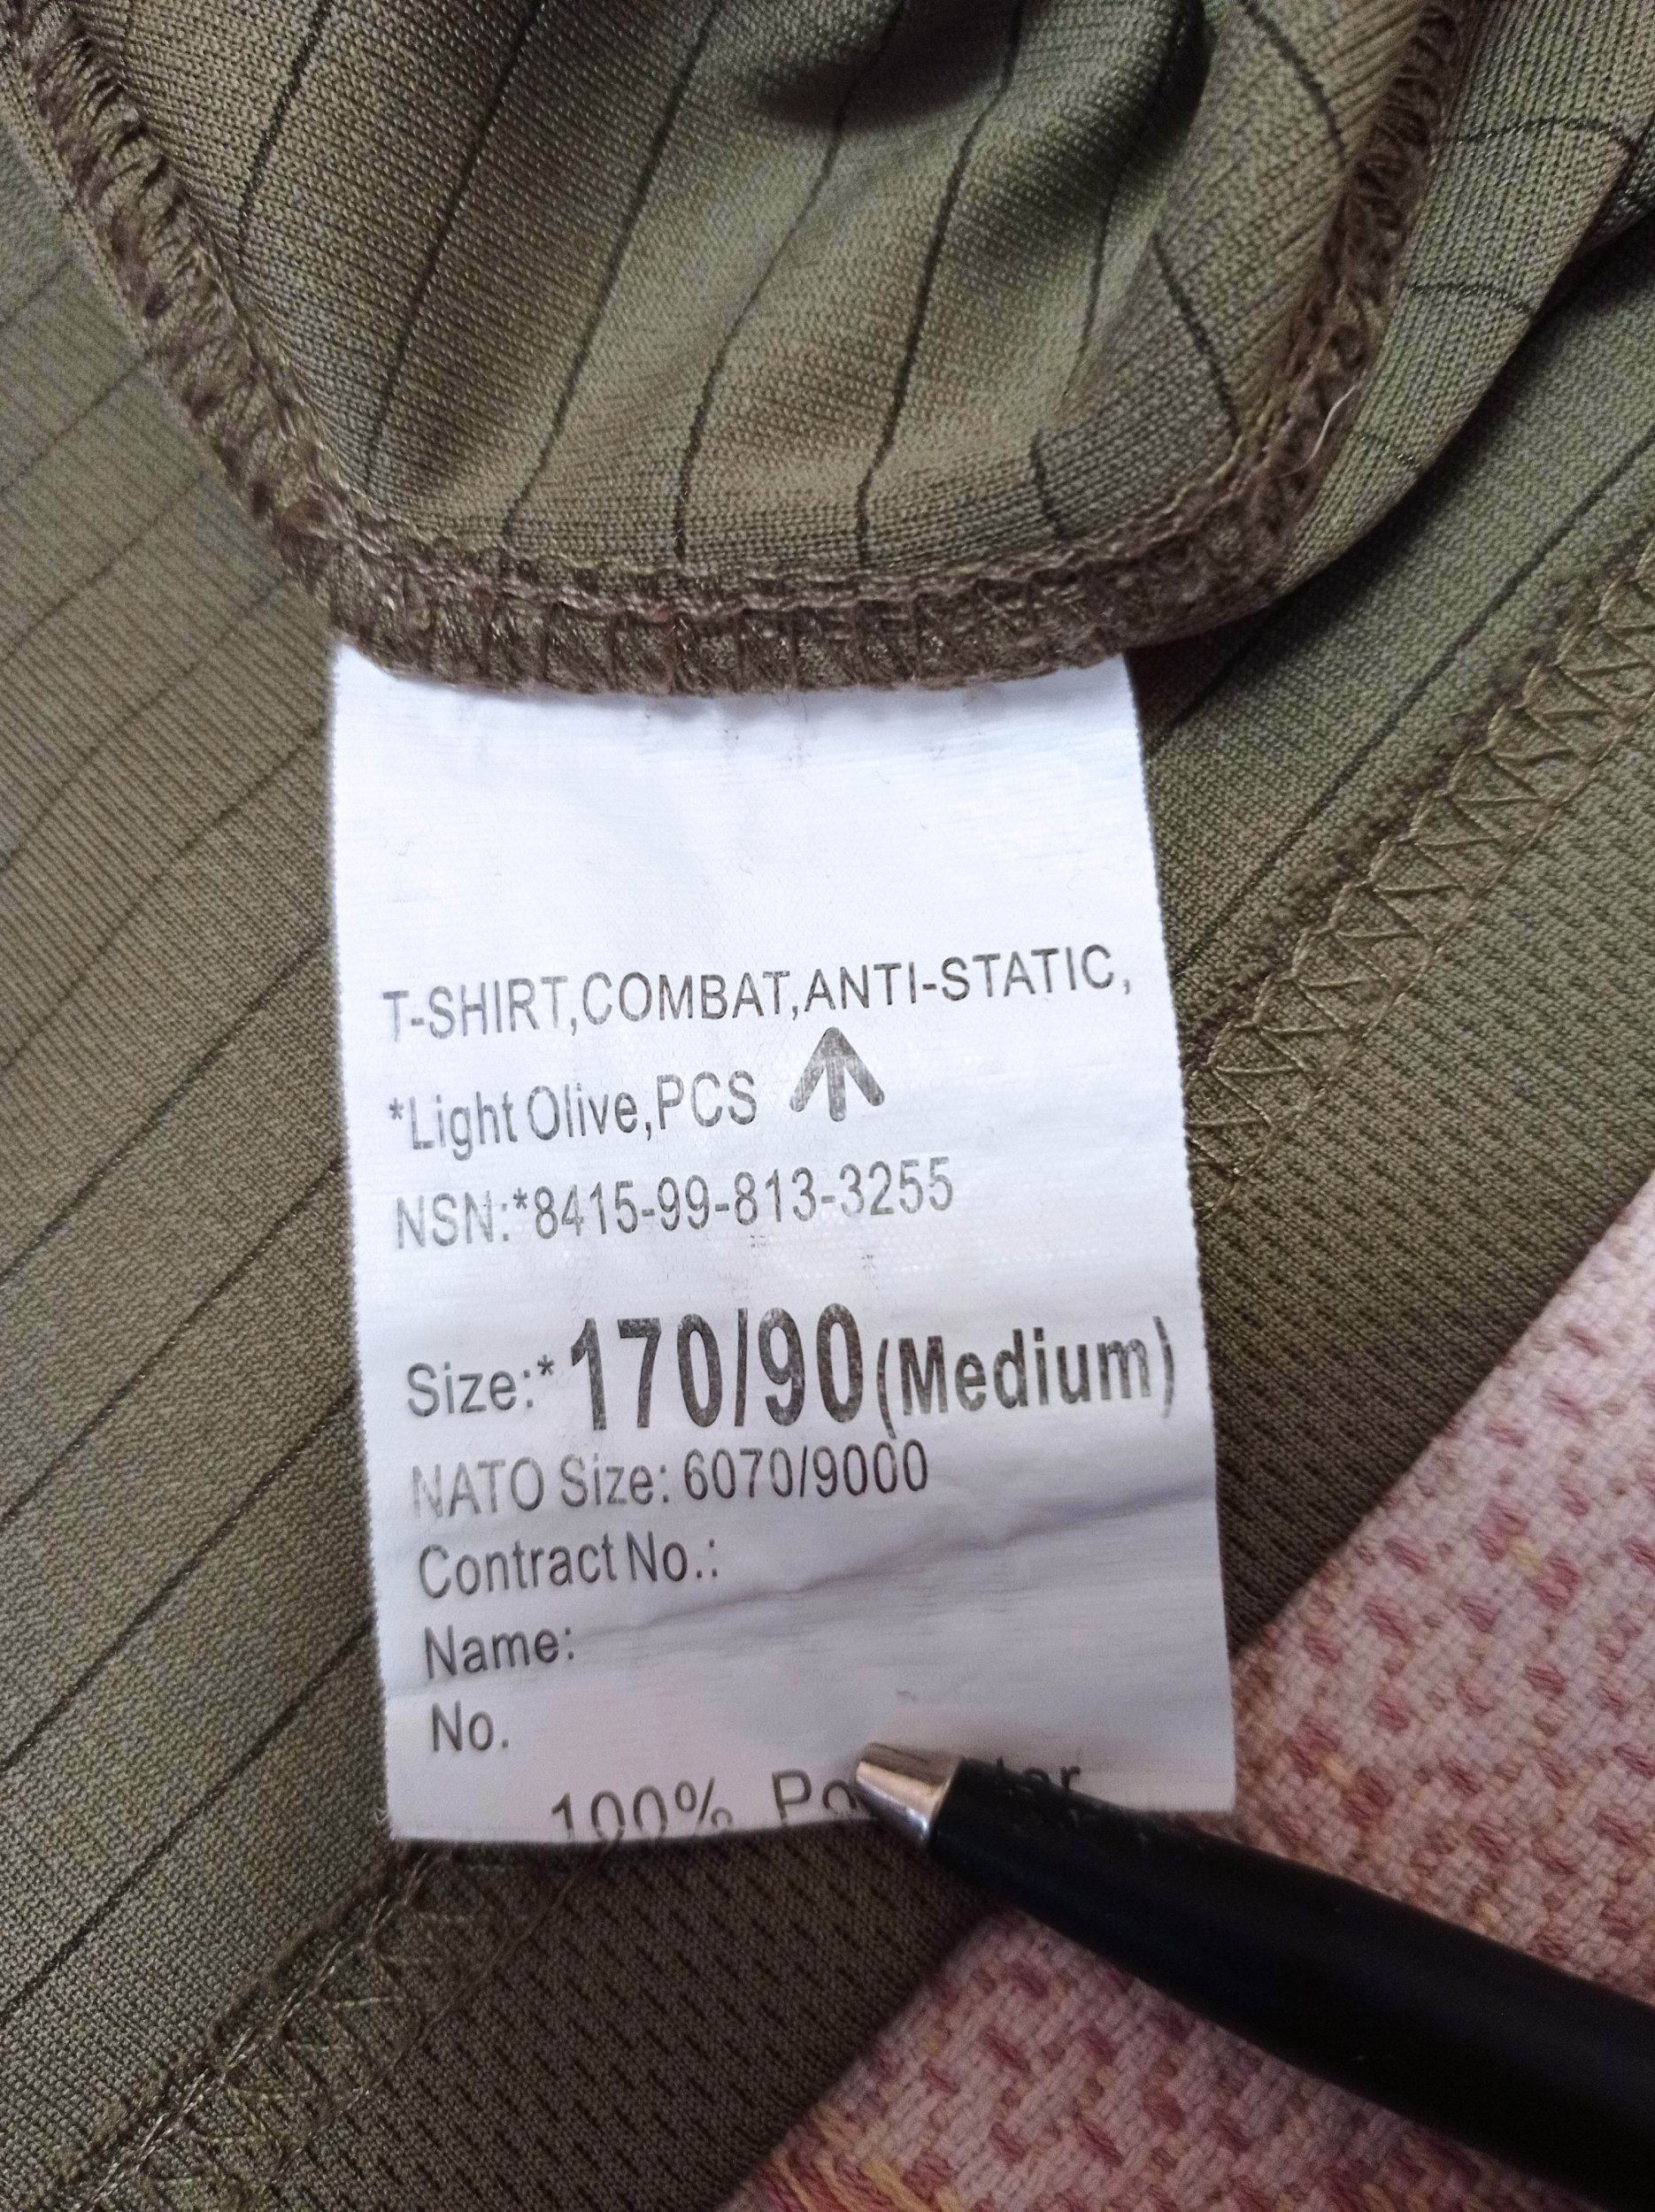 T-SHIRT,COMBAT,ANTI-STATIC,
*Light Olive,PCS
NSN:*8415-99-813-3255
Size:*170/90(Medium)
NATO Size: 6070/9000
Contract No.:
Name:
No.
100%